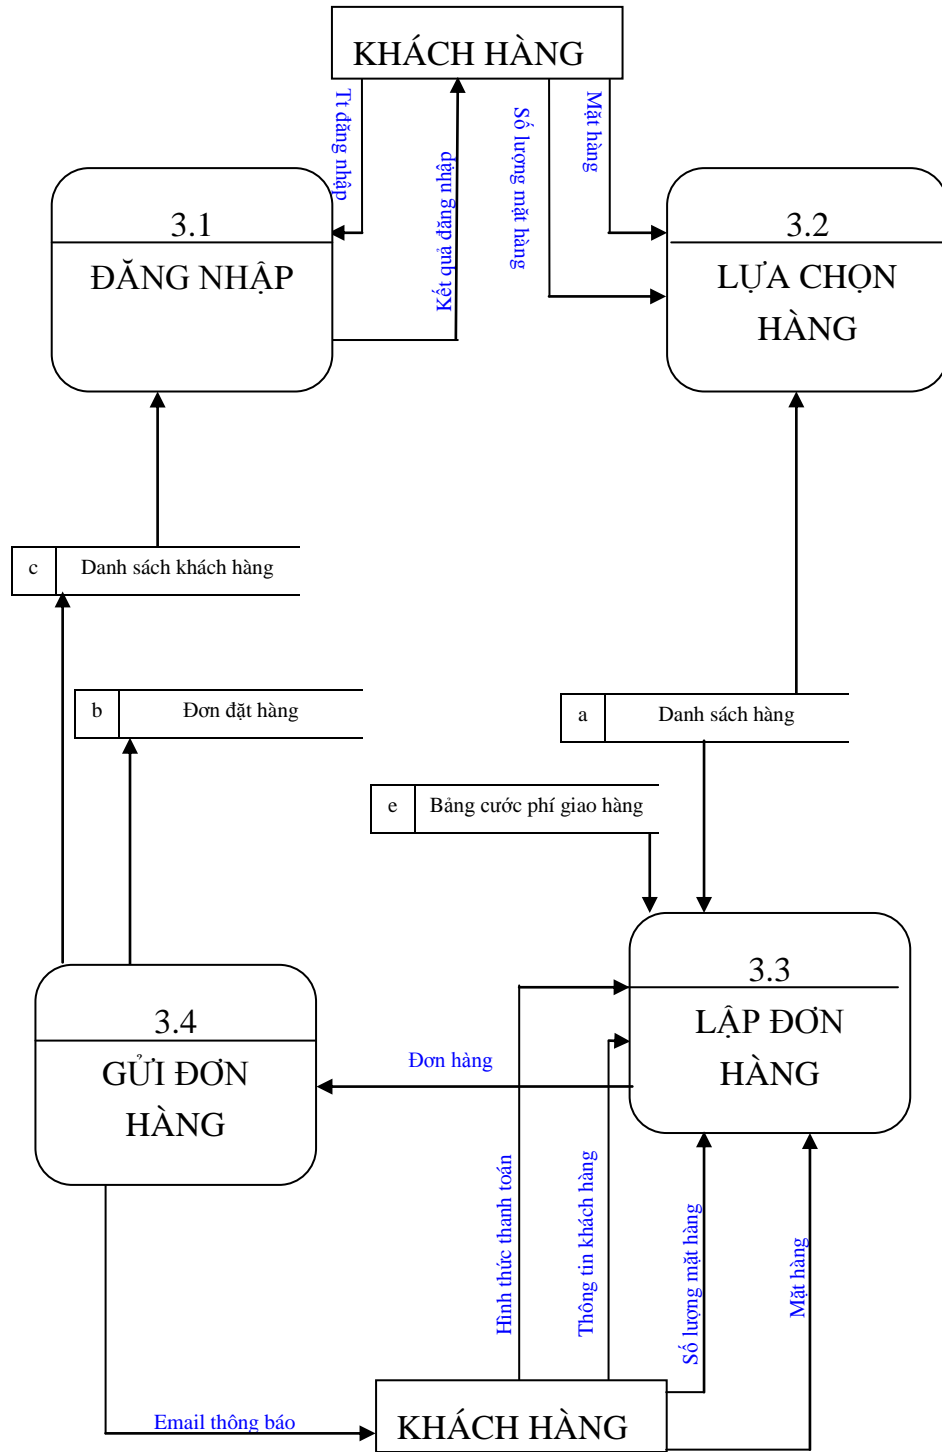 KHÁCH HÀNG
Tt đăng nhập
Kết quả đăng nhập
Số lượng mặt hàng
Mặt hàng
3.1
ĐĂNG NHẬP
3.2
LỰA CHỌN
HÀNG
c
Danh sách khách hàng
b
Đơn đặt hàng
a
Danh sách hàng
e
Bảng cước phí giao hàng
3.3
LẬP ĐƠN
HÀNG
3.4
GỬI ĐƠN
HÀNG
Đơn hàng
Hình thức thanh toán
Thông tin khách hàng
Số lượng mặt hàng
Mặt hàng
Email thông báo
KHÁCH HÀNG